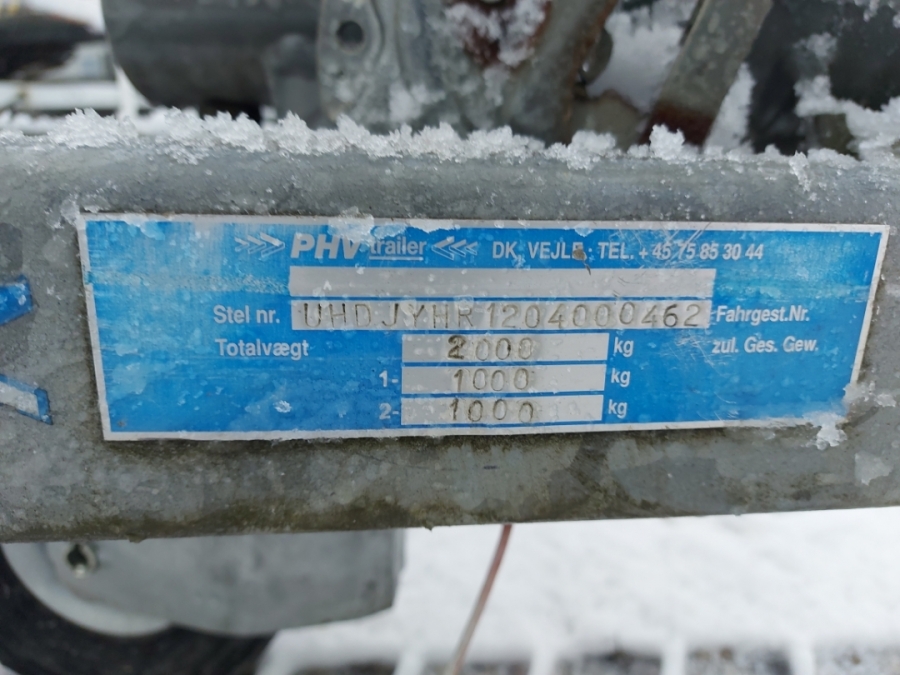 PHV trailer DK. VEJLE. TEL. +45 75 85 30 44
Stel nr. UHDJYHR1204000462 Fahrgest.Nr.
Totalvægt 2000 kg zul. Ges. Gew.
1- 1000 kg
2- 1000 kg